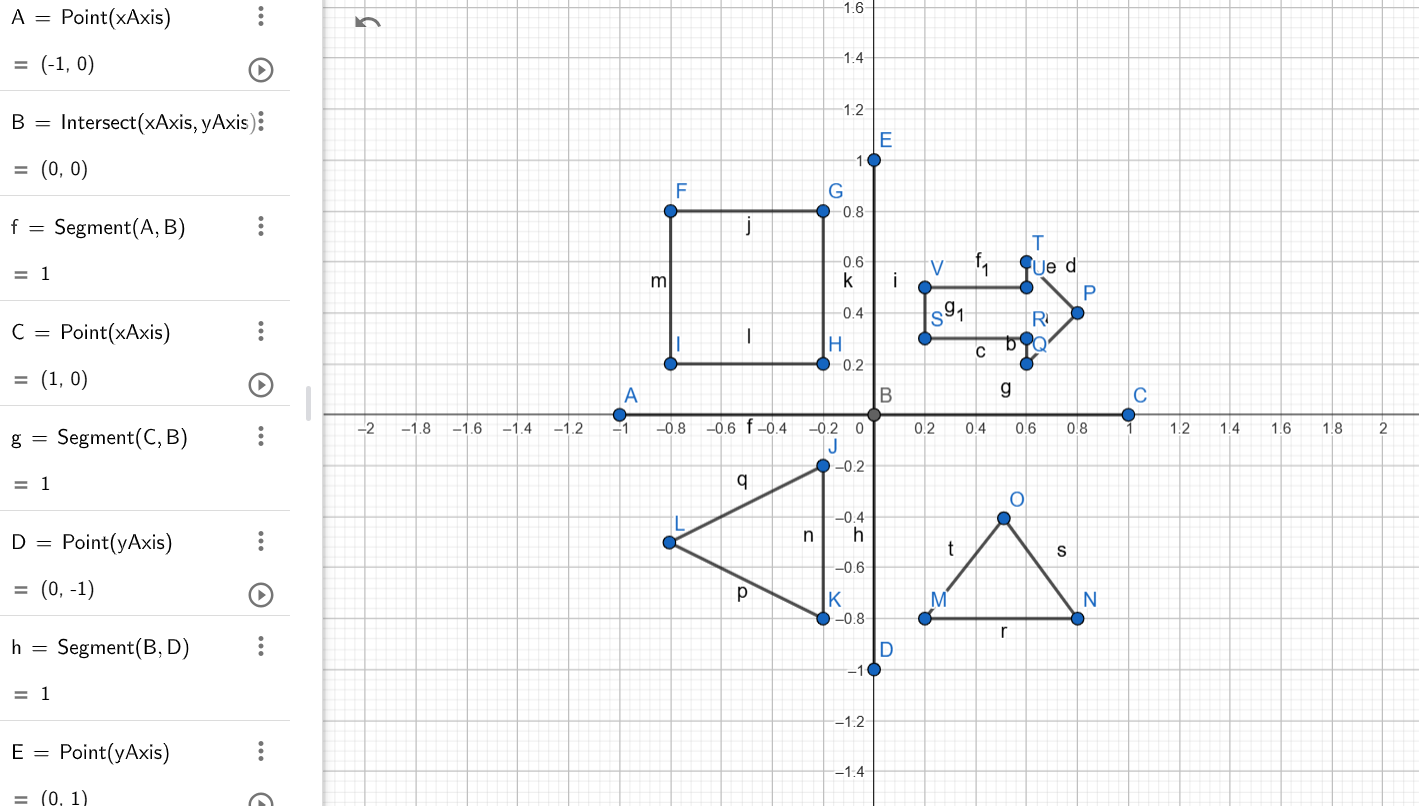 A = Point(xAxis)
= (-1, 0)
B = Intersect(xAxis, yAxis)
= (0, 0)
f = Segment(A, B)
= 1
C = Point(xAxis)
= (1, 0)
g = Segment(C, B)
= 1
D = Point(yAxis)
= (0, -1)
h = Segment(B, D)
= 1
E = Point(yAxis)
= (0, 1)
1.6
1.4
1.2
E
1
F G
0.8
j
T
0.6 V f₁ U e d
m k i
P
0.4 g₁ S R
I l H c b Q
0.2
g
A B C
−2 −1.8 −1.6 −1.4 −1.2 −1 −0.8 −0.6 −0.4 −0.2 0 0.2 0.4 0.6 0.8 1 1.2 1.4 1.6 1.8 2
f
J
−0.2
q
O
−0.4
L
n h t s
−0.6
p
K M N
−0.8
r
D
−1
−1.2
−1.4